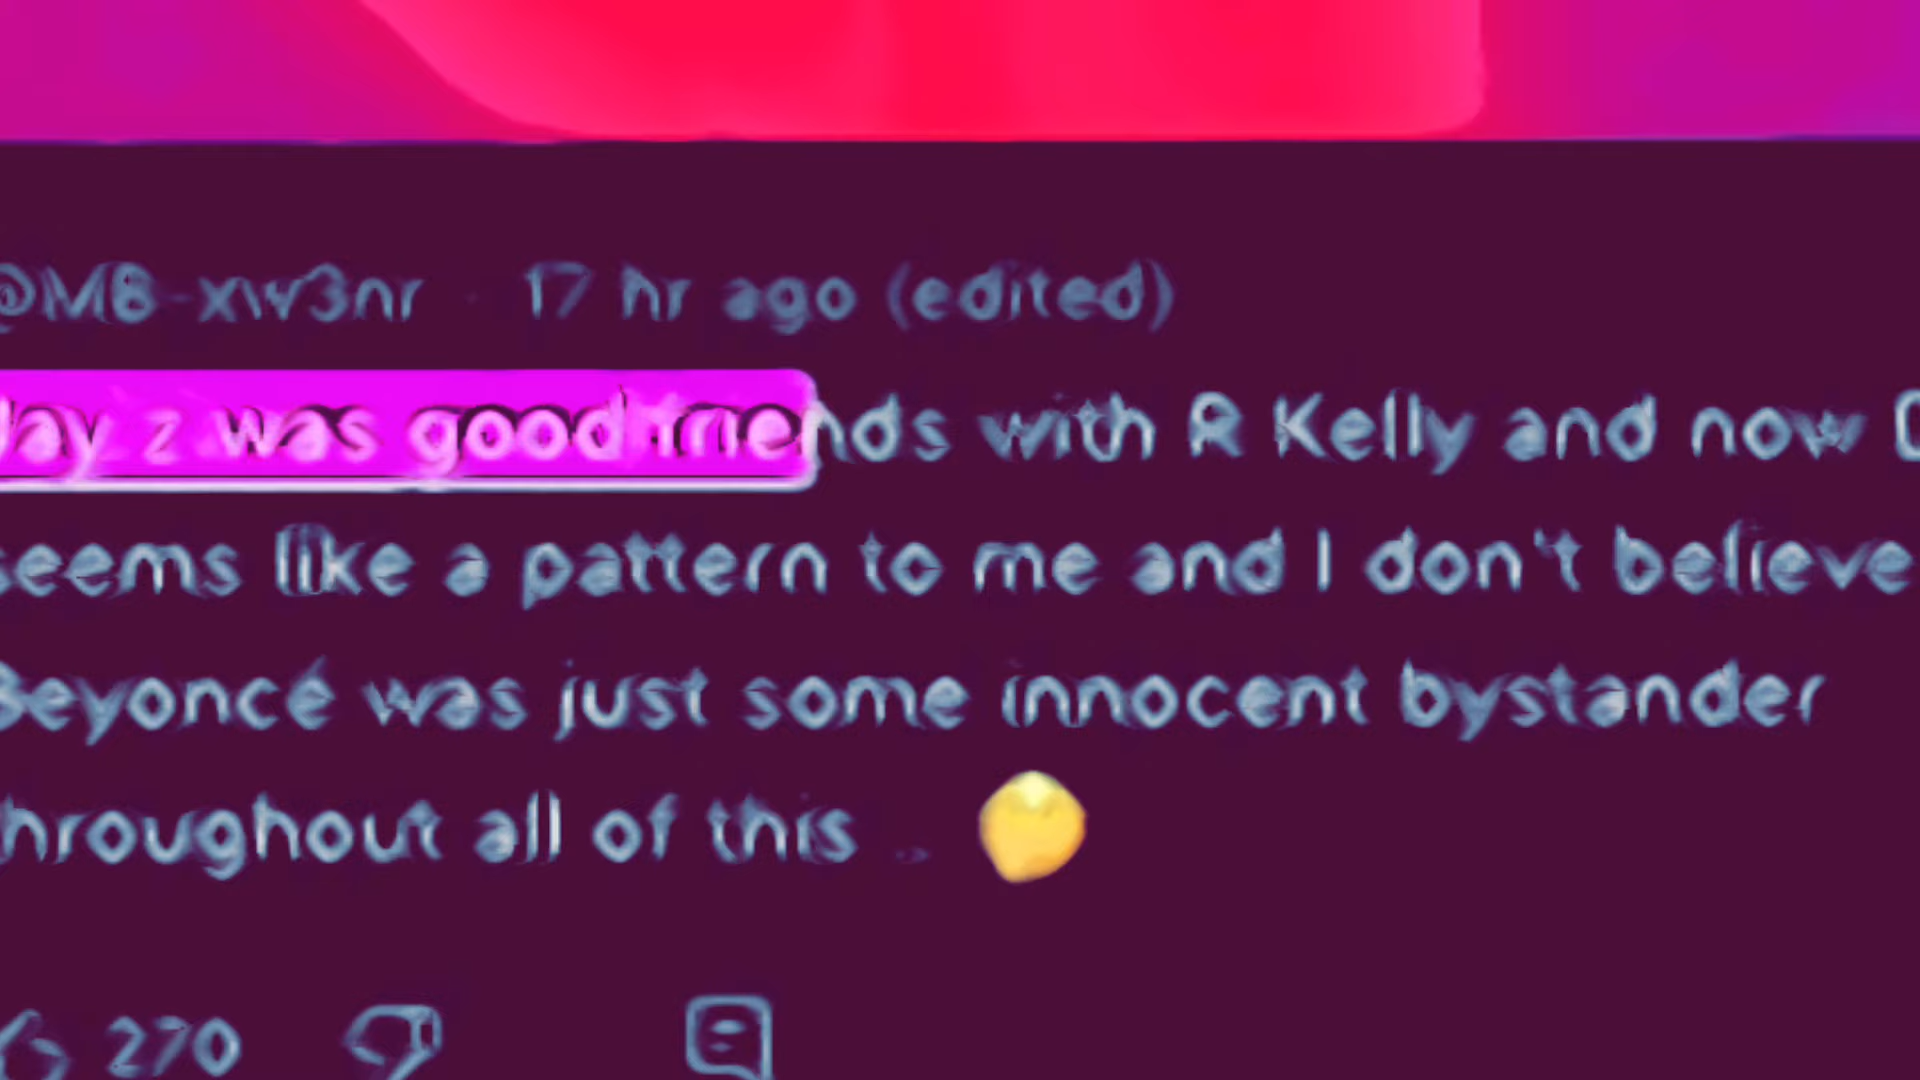 @M8-xw3nr · 17 hr ago (edited)
Jay z was good friends with R Kelly and now
seems like a pattern to me and I don't believe
Beyoncé was just some innocent bystander
throughout all of this
270